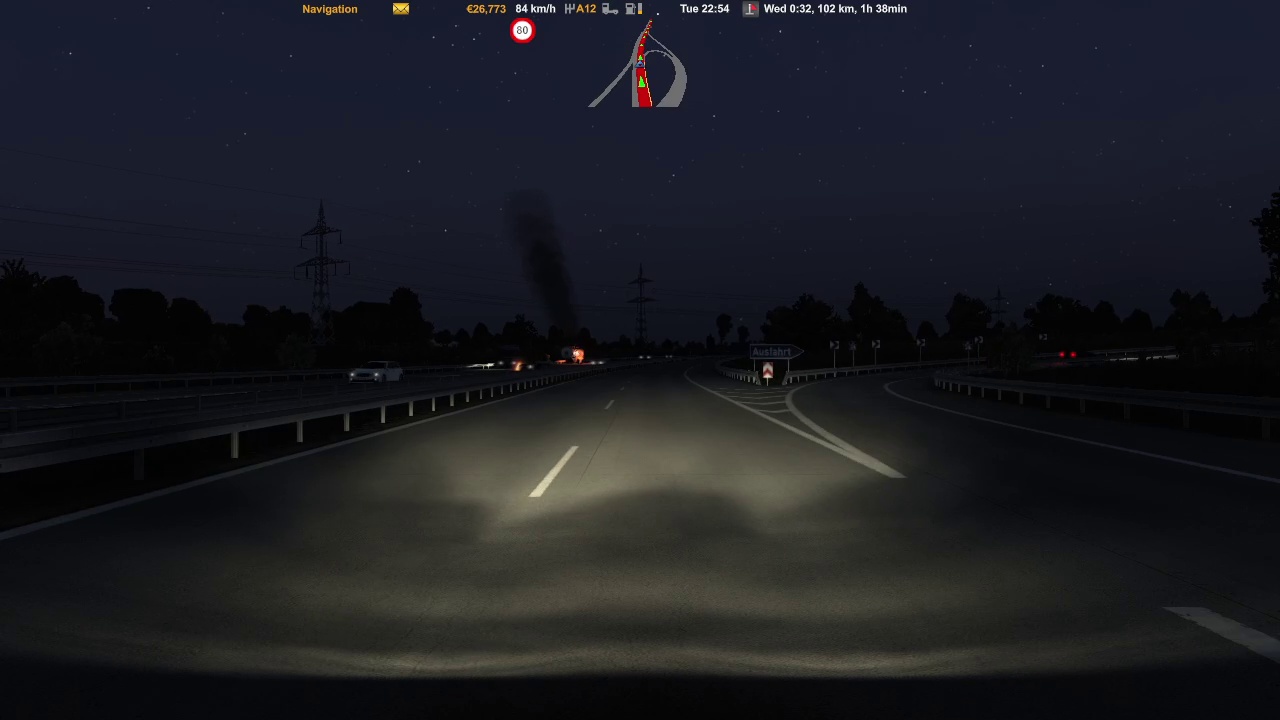 Navigation €26,773 84 km/h A12 Tue 22:54 Wed 0:32, 102 km, 1h 38min
80
Ausfahrt